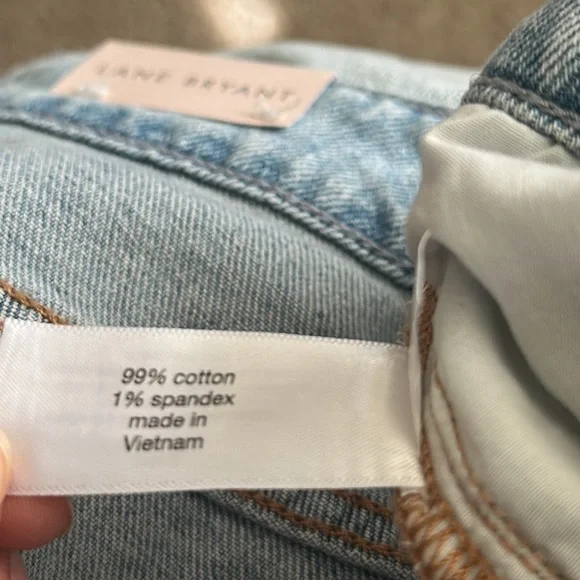 LANE BRYANT
99% cotton
1% spandex
made in
Vietnam